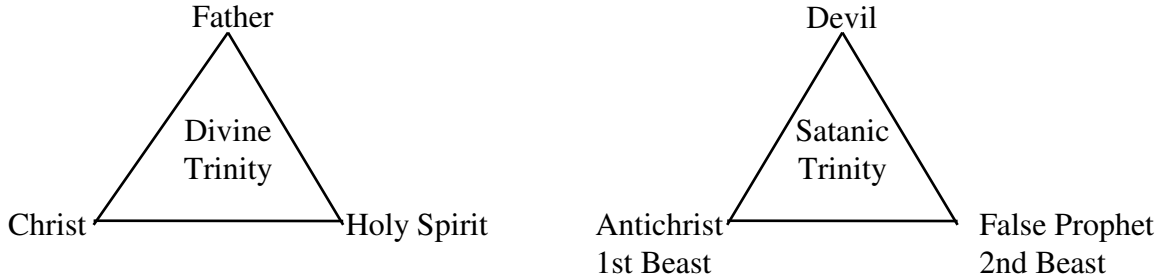 Father
Divine
Trinity
Christ
Holy Spirit
Devil
Satanic
Trinity
Antichrist
1st Beast
False Prophet
2nd Beast